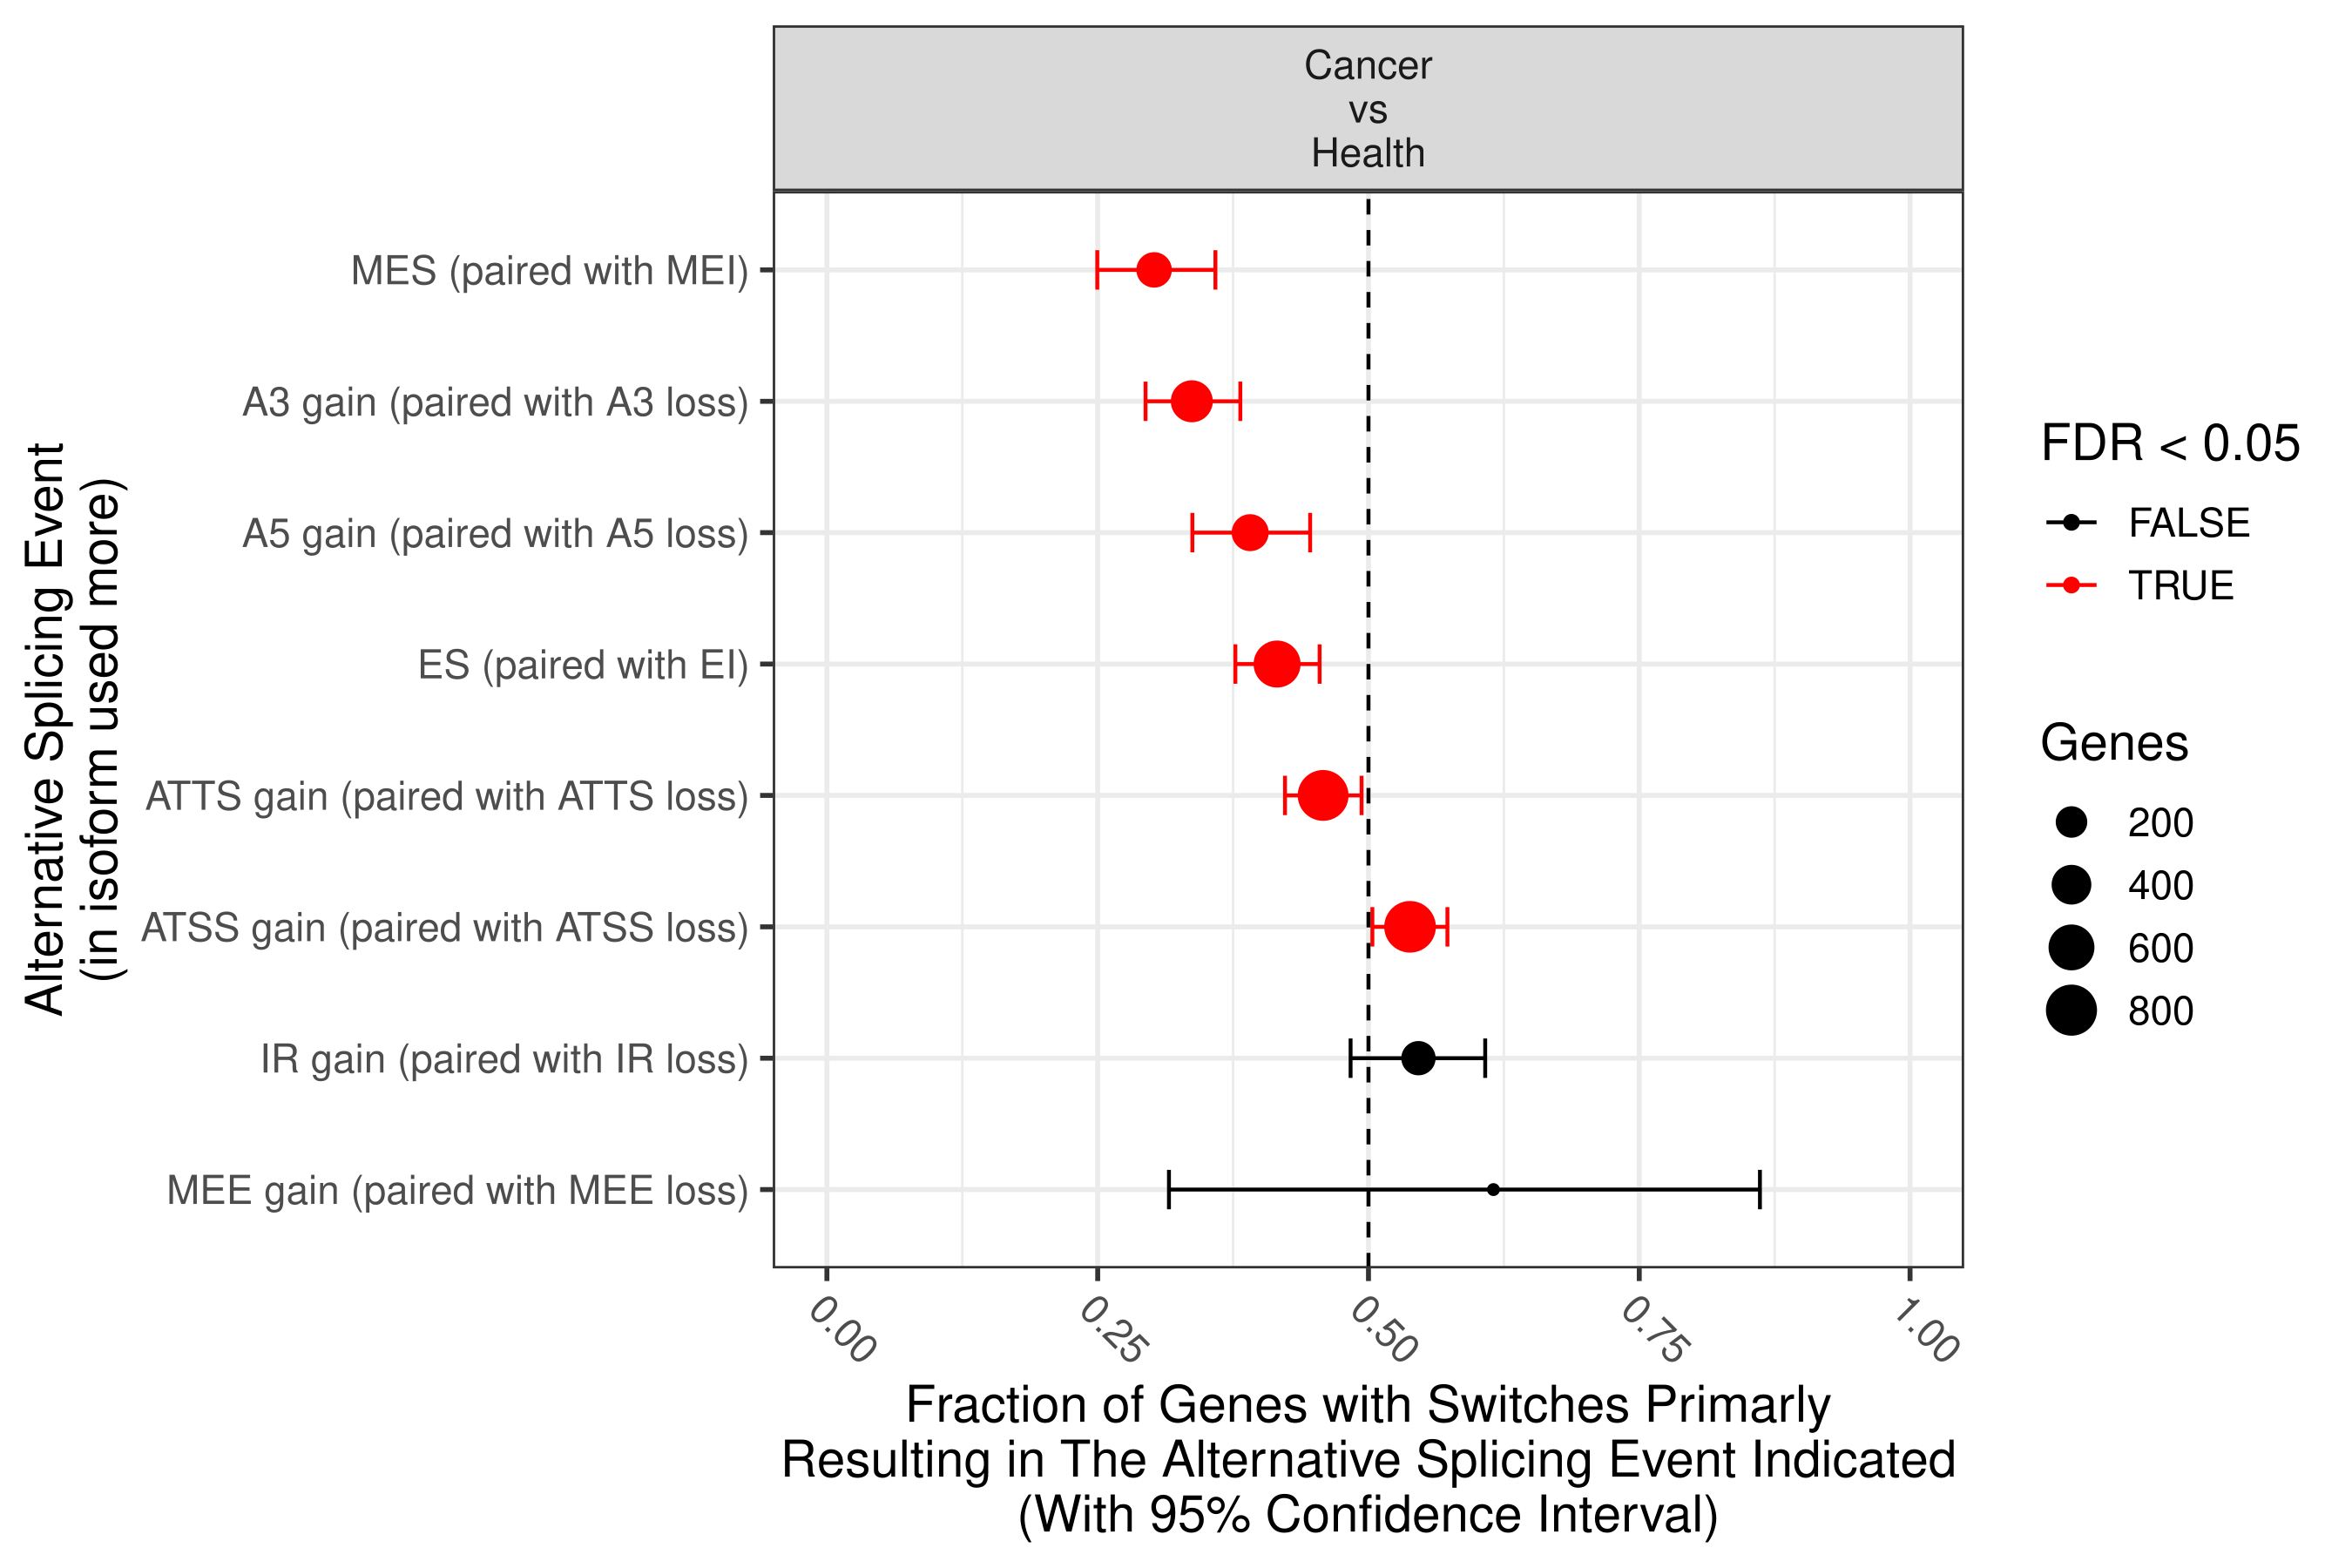 Cancer
vs
Health
Alternative Splicing Event
(in isoform used more)
MES (paired with MEI)
A3 gain (paired with A3 loss)
A5 gain (paired with A5 loss)
ES (paired with EI)
ATTS gain (paired with ATTS loss)
ATSS gain (paired with ATSS loss)
IR gain (paired with IR loss)
MEE gain (paired with MEE loss)
0.00
0.25
0.50
0.75
1.00
Fraction of Genes with Switches Primarily
Resulting in The Alternative Splicing Event Indicated
(With 95% Confidence Interval)
FDR < 0.05
FALSE
TRUE
Genes
200
400
600
800